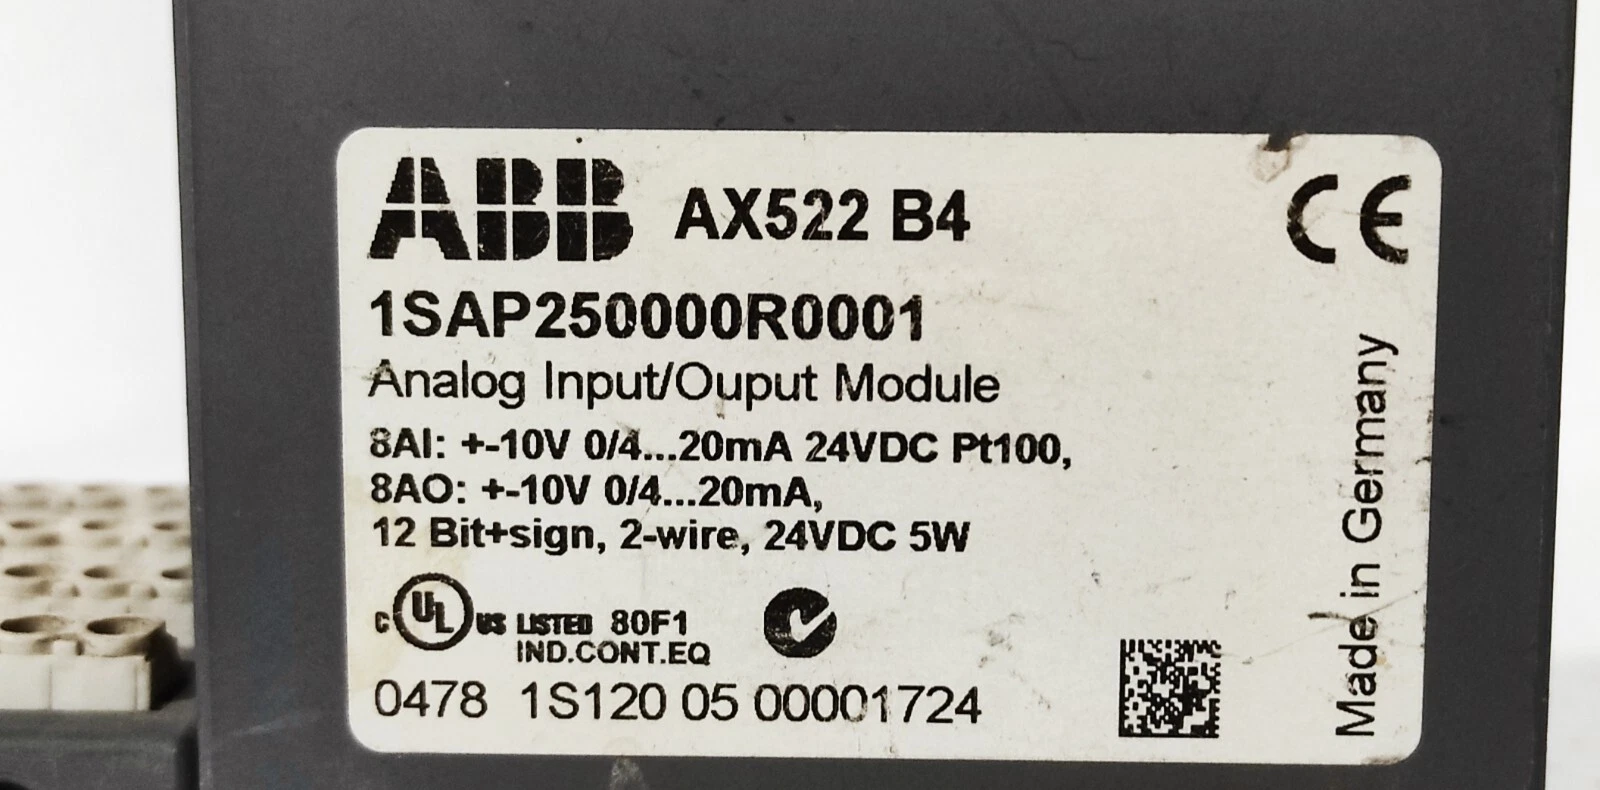 ABB AX522 B4
CE
1SAP250000R0001
Analog Input/Ouput Module
8AI: +-10V 0/4...20mA 24VDC Pt100,
8AO: +-10V 0/4...20mA,
12 Bit+sign, 2-wire, 24VDC 5W
c UL us LISTED 80F1
IND.CONT.EQ
0478 1S120 05 00001724
Made in Germany